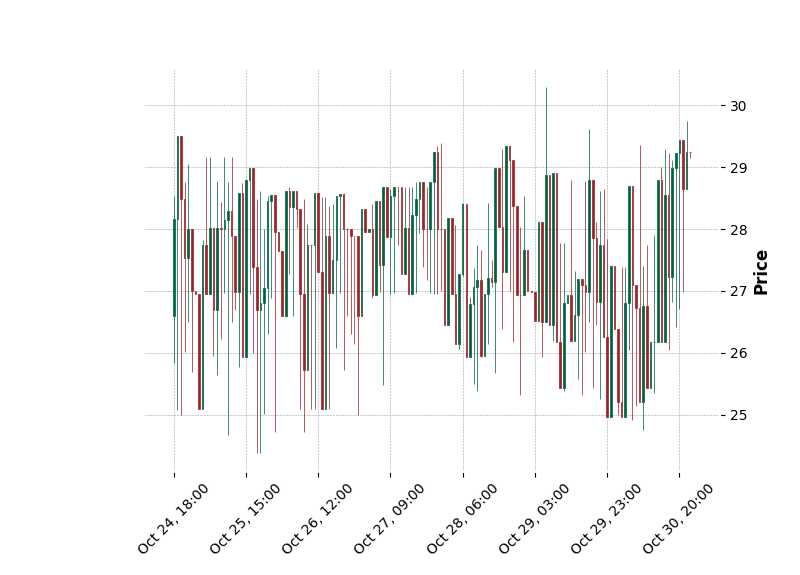 30
29
28
27
26
25
Price
Oct 24, 18:00
Oct 25, 15:00
Oct 26, 12:00
Oct 27, 09:00
Oct 28, 06:00
Oct 29, 03:00
Oct 29, 23:00
Oct 30, 20:00